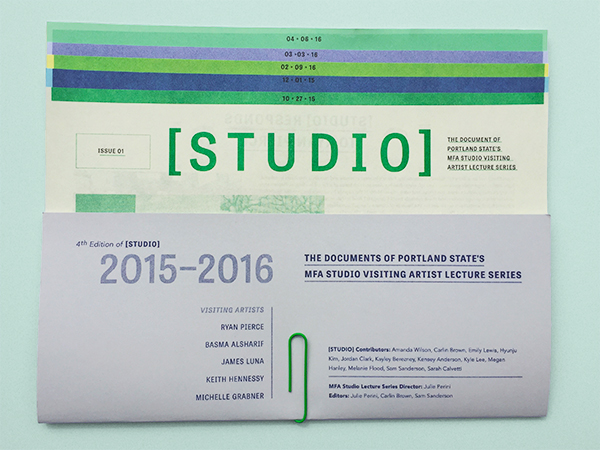 04 • 06 • 16
03 • 03 • 16
02 • 09 • 16
12 • 01 • 15
10 • 27 • 15
ISSUE 01
[STUDIO]
THE DOCUMENT OF
PORTLAND STATE'S
MFA STUDIO VISITING
ARTIST LECTURE SERIES
4th Edition of [STUDIO]
2015–2016
THE DOCUMENTS OF PORTLAND STATE'S
MFA STUDIO VISITING ARTIST LECTURE SERIES
VISITING ARTISTS
RYAN PIERCE
BASMA ALSHARIF
JAMES LUNA
KEITH HENNESSY
MICHELLE GRABNER
[STUDIO] Contributors: Amanda Wilson, Carlin Brown, Emily Lewis, Hyunju
Kim, Jordan Clark, Kayley Berezney, Kensey Anderson, Kyle Lee, Megan
Hanley, Melanie Flood, Sam Sanderson, Sarah Calvetti
MFA Studio Lecture Series Director: Julie Perini
Editors: Julie Perini, Carlin Brown, Sam Sanderson